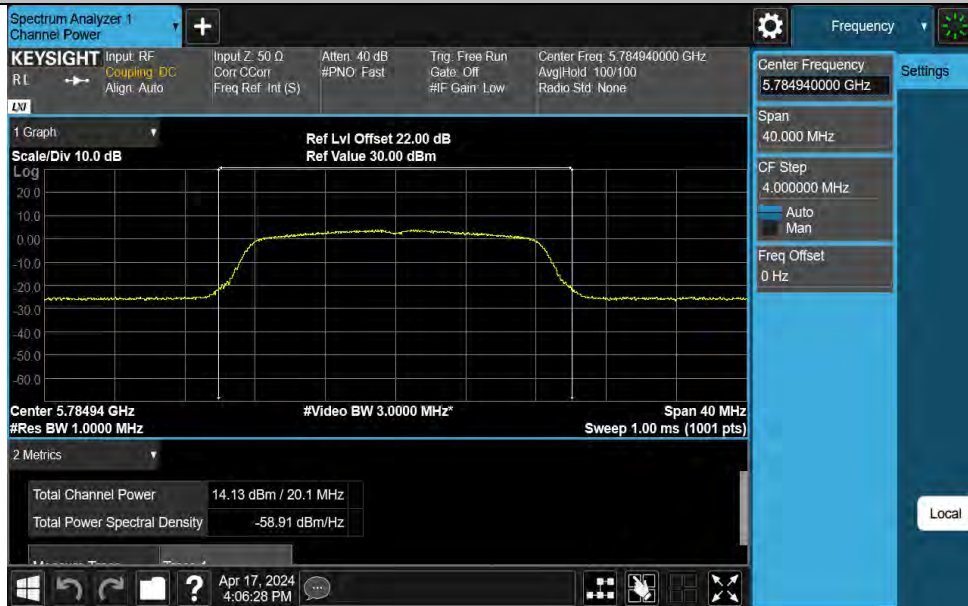 Spectrum Analyzer 1
Channel Power
+
Frequency
KEYSIGHT
RL
LXI
Input: RF
Coupling: DC
Align: Auto
Input Z: 50 Ω
Corr CCorr
Freq Ref: Int (S)
Atten: 40 dB
#PNO: Fast
Trig: Free Run
Gate: Off
#IF Gain: Low
Center Freq: 5.784940000 GHz
Avg|Hold: 100/100
Radio Std: None
Center Frequency
5.784940000 GHz
Settings
Span
40.000 MHz
CF Step
4.000000 MHz
Auto
Man
Freq Offset
0 Hz
Local
1 Graph
Scale/Div 10.0 dB
Ref Lvl Offset 22.00 dB
Ref Value 30.00 dBm
Log
20.0
10.0
0.00
-10.0
-20.0
-30.0
-40.0
-50.0
-60.0
Center 5.78494 GHz
#Video BW 3.0000 MHz*
Span 40 MHz
#Res BW 1.0000 MHz
Sweep 1.00 ms (1001 pts)
2 Metrics
Total Channel Power 14.13 dBm / 20.1 MHz
Total Power Spectral Density -58.91 dBm/Hz
?
Apr 17, 2024
4:06:28 PM